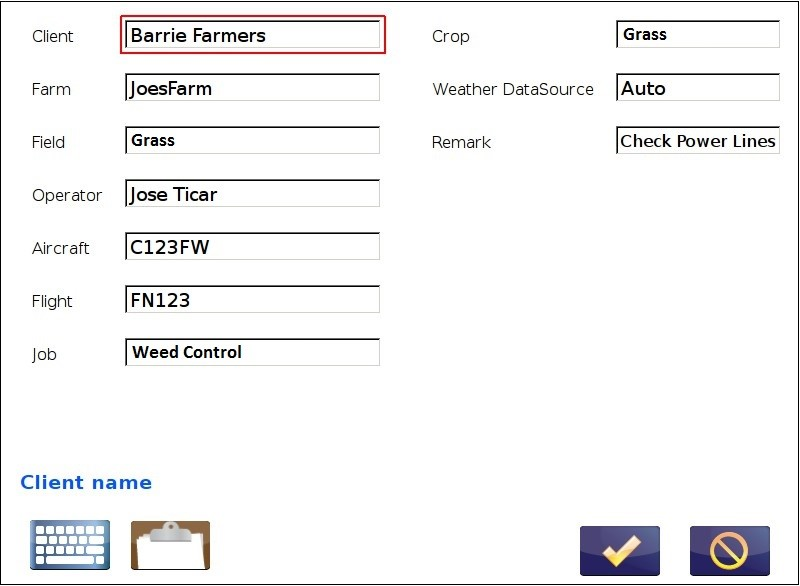 Client Barrie Farmers Crop Grass
Farm JoesFarm Weather DataSource Auto
Field Grass Remark Check Power Lines
Operator Jose Ticar
Aircraft C123FW
Flight FN123
Job Weed Control
Client name